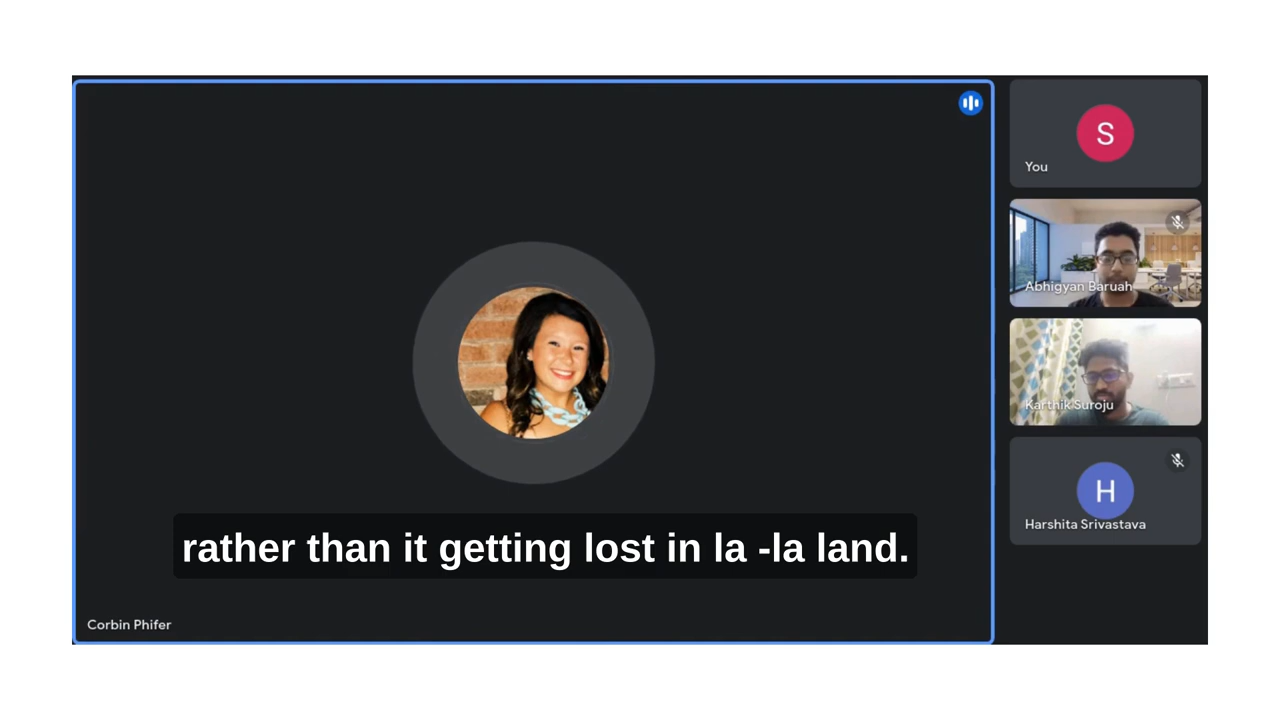 S
You
Abhigyan Baruah
Karthik Suroju
H
Harshita Srivastava
rather than it getting lost in la -la land.
Corbin Phifer